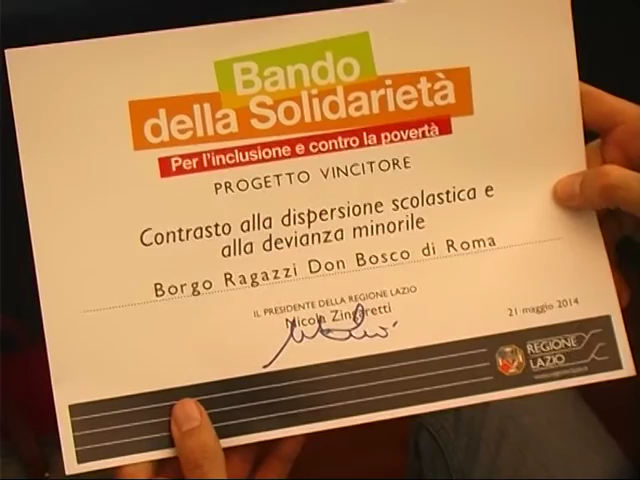 Bando
della Solidarietà
Per l'inclusione e contro la povertà
PROGETTO VINCITORE
Contrasto alla dispersione scolastica e
alla devianza minorile
Borgo Ragazzi Don Bosco di Roma
IL PRESIDENTE DELLA REGIONE LAZIO
Nicola Zingaretti
21 maggio 2014
REGIONE
LAZIO